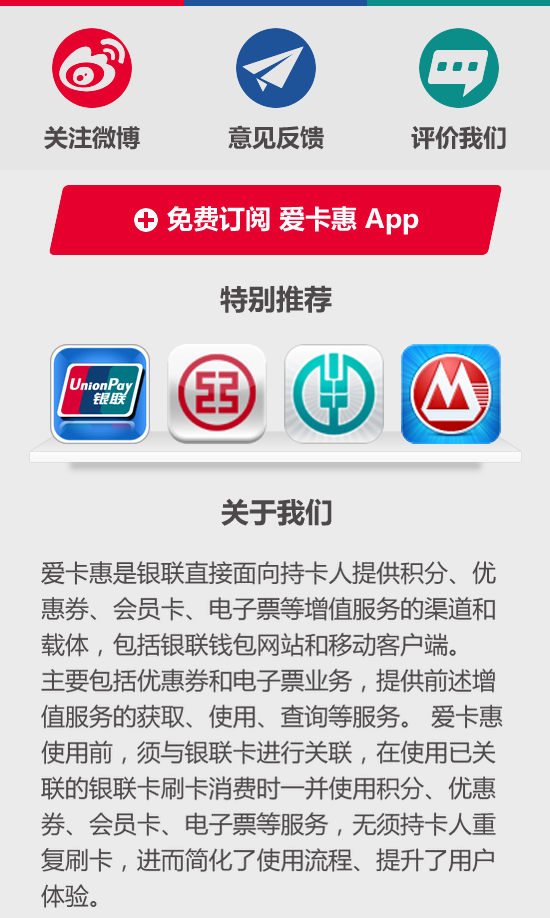 关注微博 意见反馈 评价我们
免费订阅 爱卡惠 App
特别推荐
UnionPay
银联
关于我们
爱卡惠是银联直接面向持卡人提供积分、优
惠券、会员卡、电子票等增值服务的渠道和
载体，包括银联钱包网站和移动客户端。
主要包括优惠券和电子票业务，提供前述增
值服务的获取、使用、查询等服务。 爱卡惠
使用前，须与银联卡进行关联，在使用已关
联的银联卡刷卡消费时一并使用积分、优惠
券、会员卡、电子票等服务，无须持卡人重
复刷卡，进而简化了使用流程、提升了用户
体验。